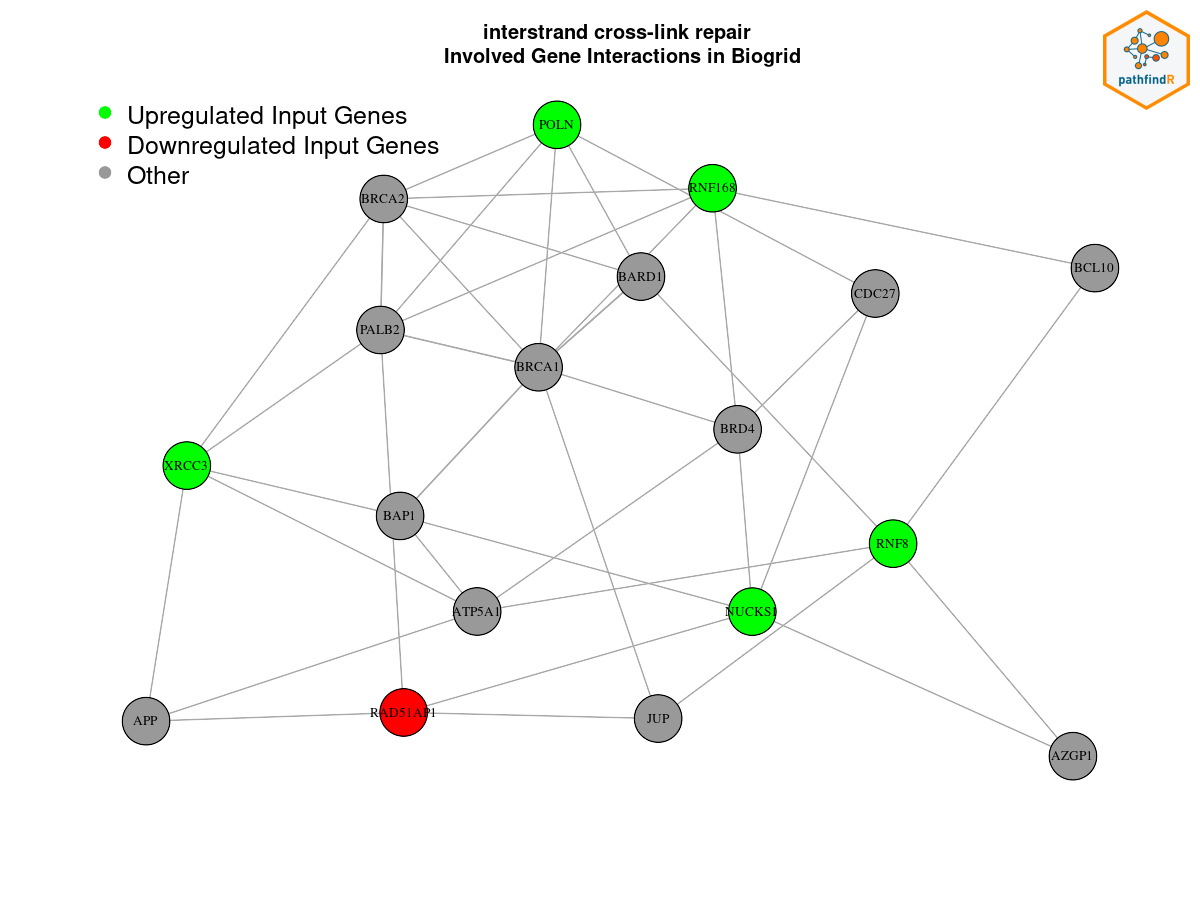 interstrand cross-link repair
Involved Gene Interactions in Biogrid
pathfindR
Upregulated Input Genes
Downregulated Input Genes
Other
POLN
RNF168
BRCA2
BCL10
BARD1
CDC27
PALB2
BRCA1
BRD4
XRCC3
BAP1
RNF8
ATP5A1
NUCKS1
RAD51AP1
APP
JUP
AZGP1